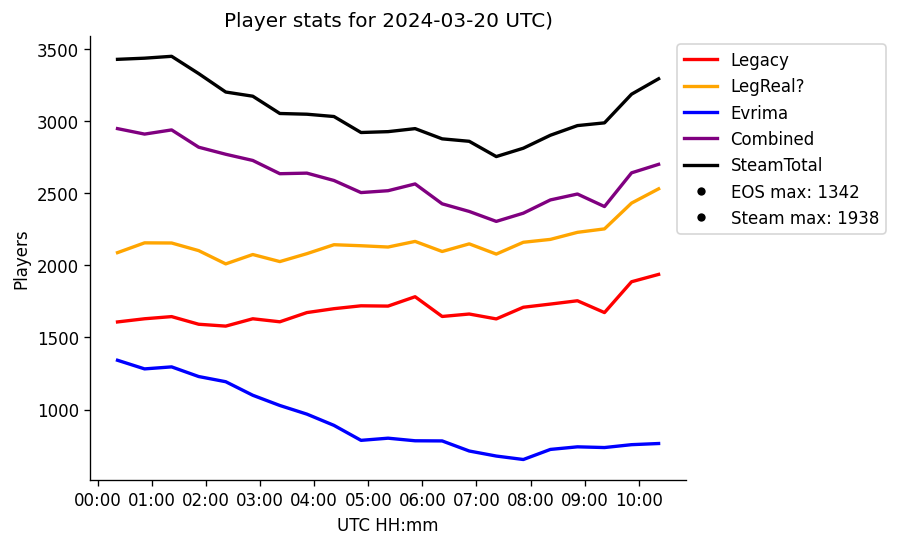 Player stats for 2024-03-20 UTC)
3500
3000
2500
2000
1500
1000
Players
00:00 01:00 02:00 03:00 04:00 05:00 06:00 07:00 08:00 09:00 10:00
UTC HH:mm
Legacy
LegReal?
Evrima
Combined
SteamTotal
EOS max: 1342
Steam max: 1938